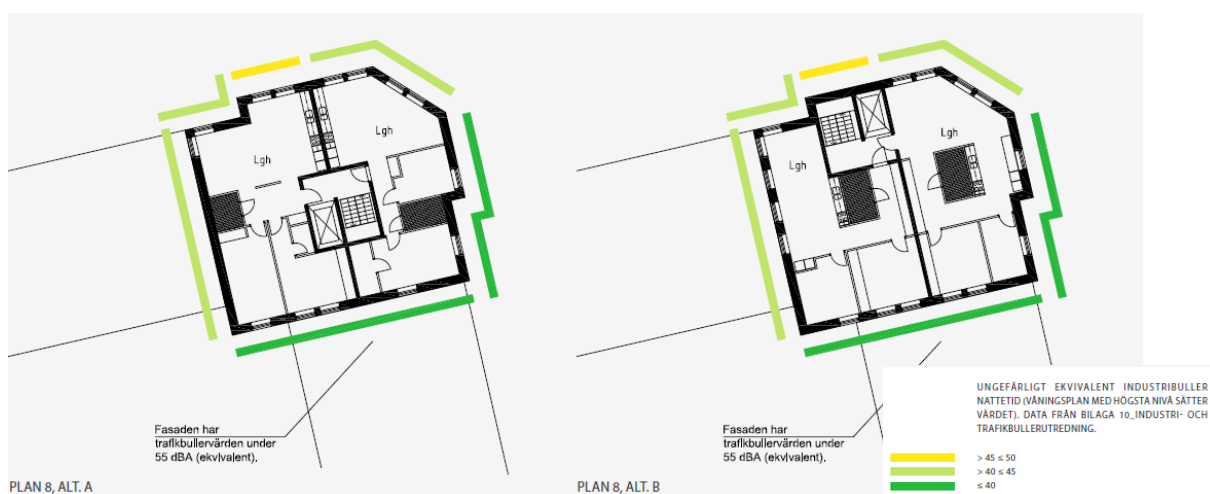 Lgh
Lgh
Fasaden har
trafikbullervärden under
55 dBA (ekvivalent).
PLAN 8, ALT. A
Lgh
Lgh
Fasaden har
trafikbullervärden under
55 dBA (ekvivalent).
PLAN 8, ALT. B
UNGEFÄRLIGT EKVIVALENT INDUSTRIBULLER
NATTETID (VÅNINGSPLAN MED HÖGSTA NIVÅ SÄTTER
VÄRDET). DATA FRÅN BILAGA 10_INDUSTRI- OCH
TRAFIKBULLERUTREDNING.
> 45 ≤ 50
> 40 ≤ 45
≤ 40